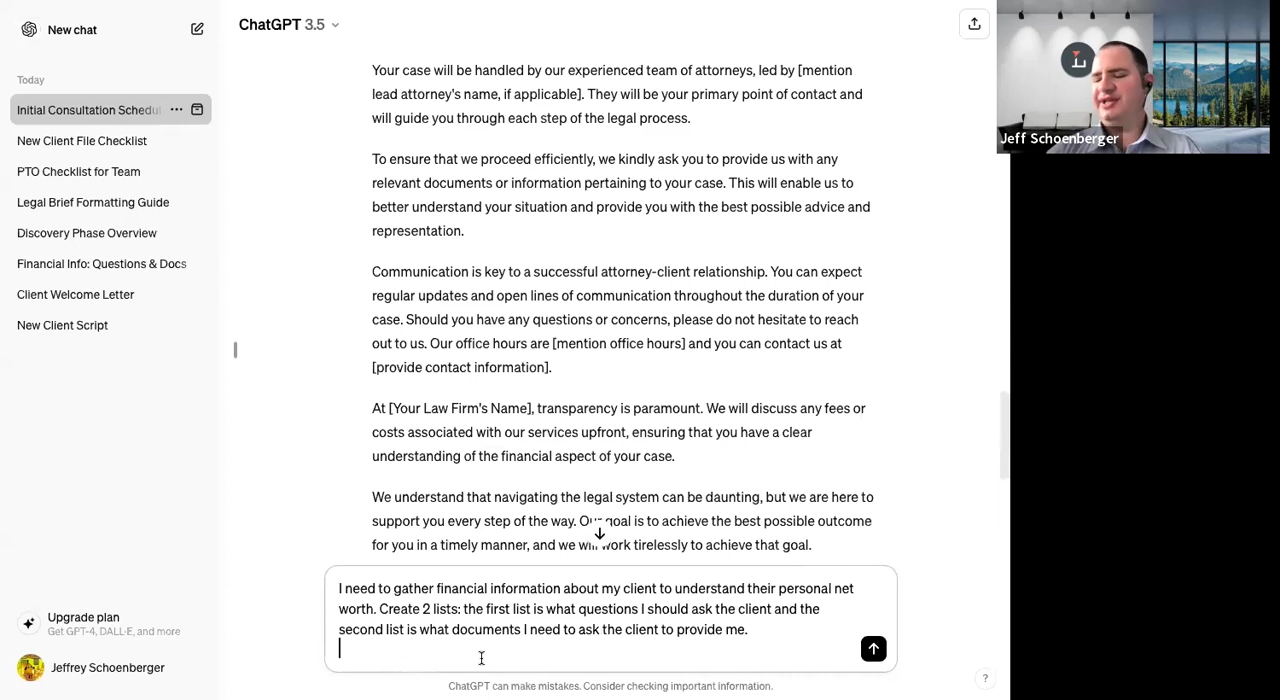 New chat
Today
Initial Consultation Schedul
New Client File Checklist
PTO Checklist for Team
Legal Brief Formatting Guide
Discovery Phase Overview
Financial Info: Questions & Docs
Client Welcome Letter
New Client Script
Upgrade plan
Get GPT-4, DALL·E, and more
Jeffrey Schoenberger
ChatGPT 3.5
Your case will be handled by our experienced team of attorneys, led by [mention
lead attorney's name, if applicable]. They will be your primary point of contact and
will guide you through each step of the legal process.
To ensure that we proceed efficiently, we kindly ask you to provide us with any
relevant documents or information pertaining to your case. This will enable us to
better understand your situation and provide you with the best possible advice and
representation.
Communication is key to a successful attorney-client relationship. You can expect
regular updates and open lines of communication throughout the duration of your
case. Should you have any questions or concerns, please do not hesitate to reach
out to us. Our office hours are [mention office hours] and you can contact us at
[provide contact information].
At [Your Law Firm's Name], transparency is paramount. We will discuss any fees or
costs associated with our services upfront, ensuring that you have a clear
understanding of the financial aspect of your case.
We understand that navigating the legal system can be daunting, but we are here to
support you every step of the way. Our goal is to achieve the best possible outcome
for you in a timely manner, and we will work tirelessly to achieve that goal.
I need to gather financial information about my client to understand their personal net
worth. Create 2 lists: the first list is what questions I should ask the client and the
second list is what documents I need to ask the client to provide me.
ChatGPT can make mistakes. Consider checking important information.
?
Jeff Schoenberger